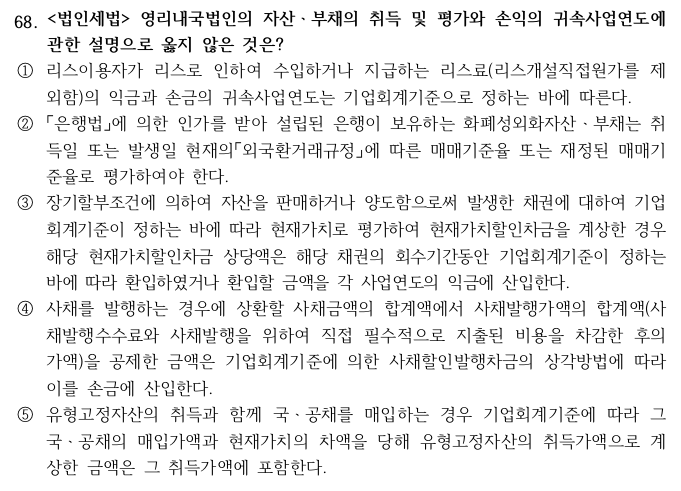 68. <법인세법> 영리내국법인의 자산ㆍ부채의 취득 및 평가와 손익의 귀속사업연도에
관한 설명으로 옳지 않은 것은?
① 리스이용자가 리스로 인하여 수입하거나 지급하는 리스료(리스개설직접원가를 제
외함)의 익금과 손금의 귀속사업연도는 기업회계기준으로 정하는 바에 따른다.
② 「은행법」에 의한 인가를 받아 설립된 은행이 보유하는 화폐성외화자산ㆍ부채는 취
득일 또는 발생일 현재의「외국환거래규정」에 따른 매매기준율 또는 재정된 매매기
준율로 평가하여야 한다.
③ 장기할부조건에 의하여 자산을 판매하거나 양도함으로써 발생한 채권에 대하여 기업
회계기준이 정하는 바에 따라 현재가치로 평가하여 현재가치할인차금을 계상한 경우
해당 현재가치할인차금 상당액은 해당 채권의 회수기간동안 기업회계기준이 정하는
바에 따라 환입하였거나 환입할 금액을 각 사업연도의 익금에 산입한다.
④ 사채를 발행하는 경우에 상환할 사채금액의 합계액에서 사채발행가액의 합계액(사
채발행수수료와 사채발행을 위하여 직접 필수적으로 지출된 비용을 차감한 후의
가액)을 공제한 금액은 기업회계기준에 의한 사채할인발행차금의 상각방법에 따라
이를 손금에 산입한다.
⑤ 유형고정자산의 취득과 함께 국ㆍ공채를 매입하는 경우 기업회계기준에 따라 그
국ㆍ공채의 매입가액과 현재가치의 차액을 당해 유형고정자산의 취득가액으로 계
상한 금액은 그 취득가액에 포함한다.